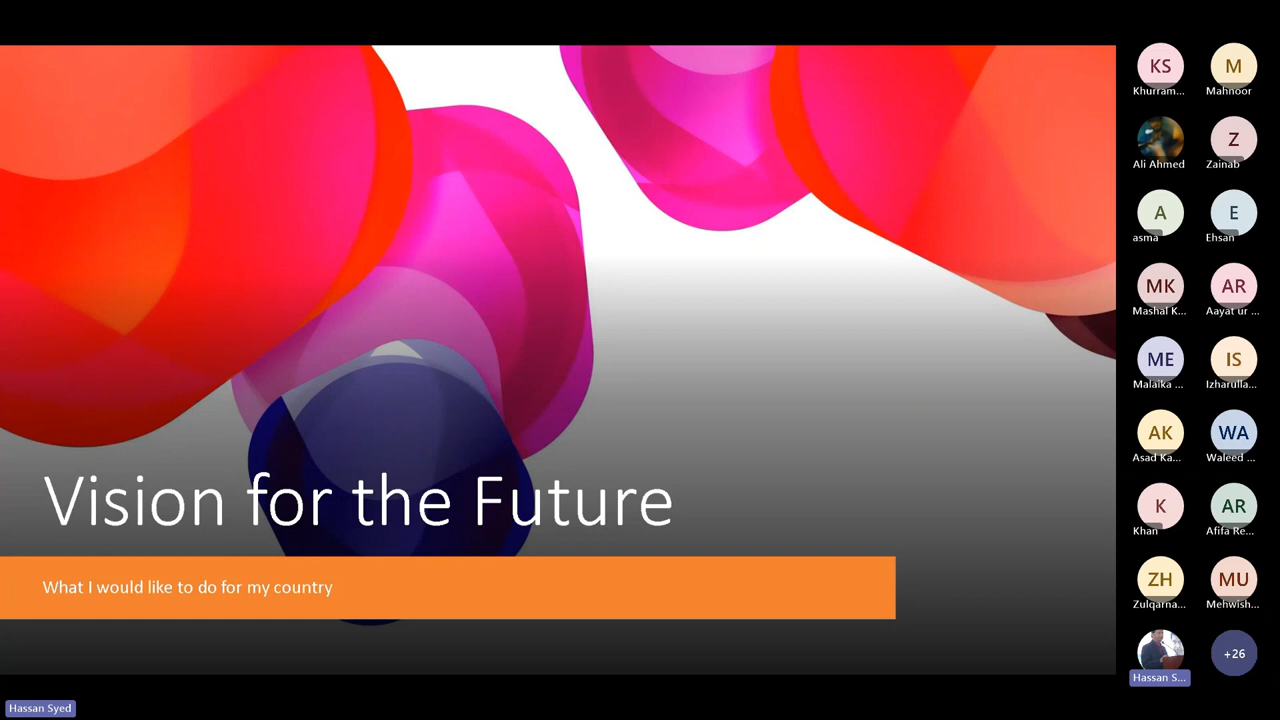 Vision for the Future
What I would like to do for my country
KS
Khurram...
M
Mahnoor
Ali Ahmed
Z
Zainab
A
asma
E
Ehsan
MK
Mashal K...
AR
Aayat ur ...
ME
Malaika ...
IS
Izharulla...
AK
Asad Ka...
WA
Waleed ...
K
Khan
AR
Afifa Re...
ZH
Zulqarna...
MU
Mehwish...
Hassan S...
+26
Hassan Syed